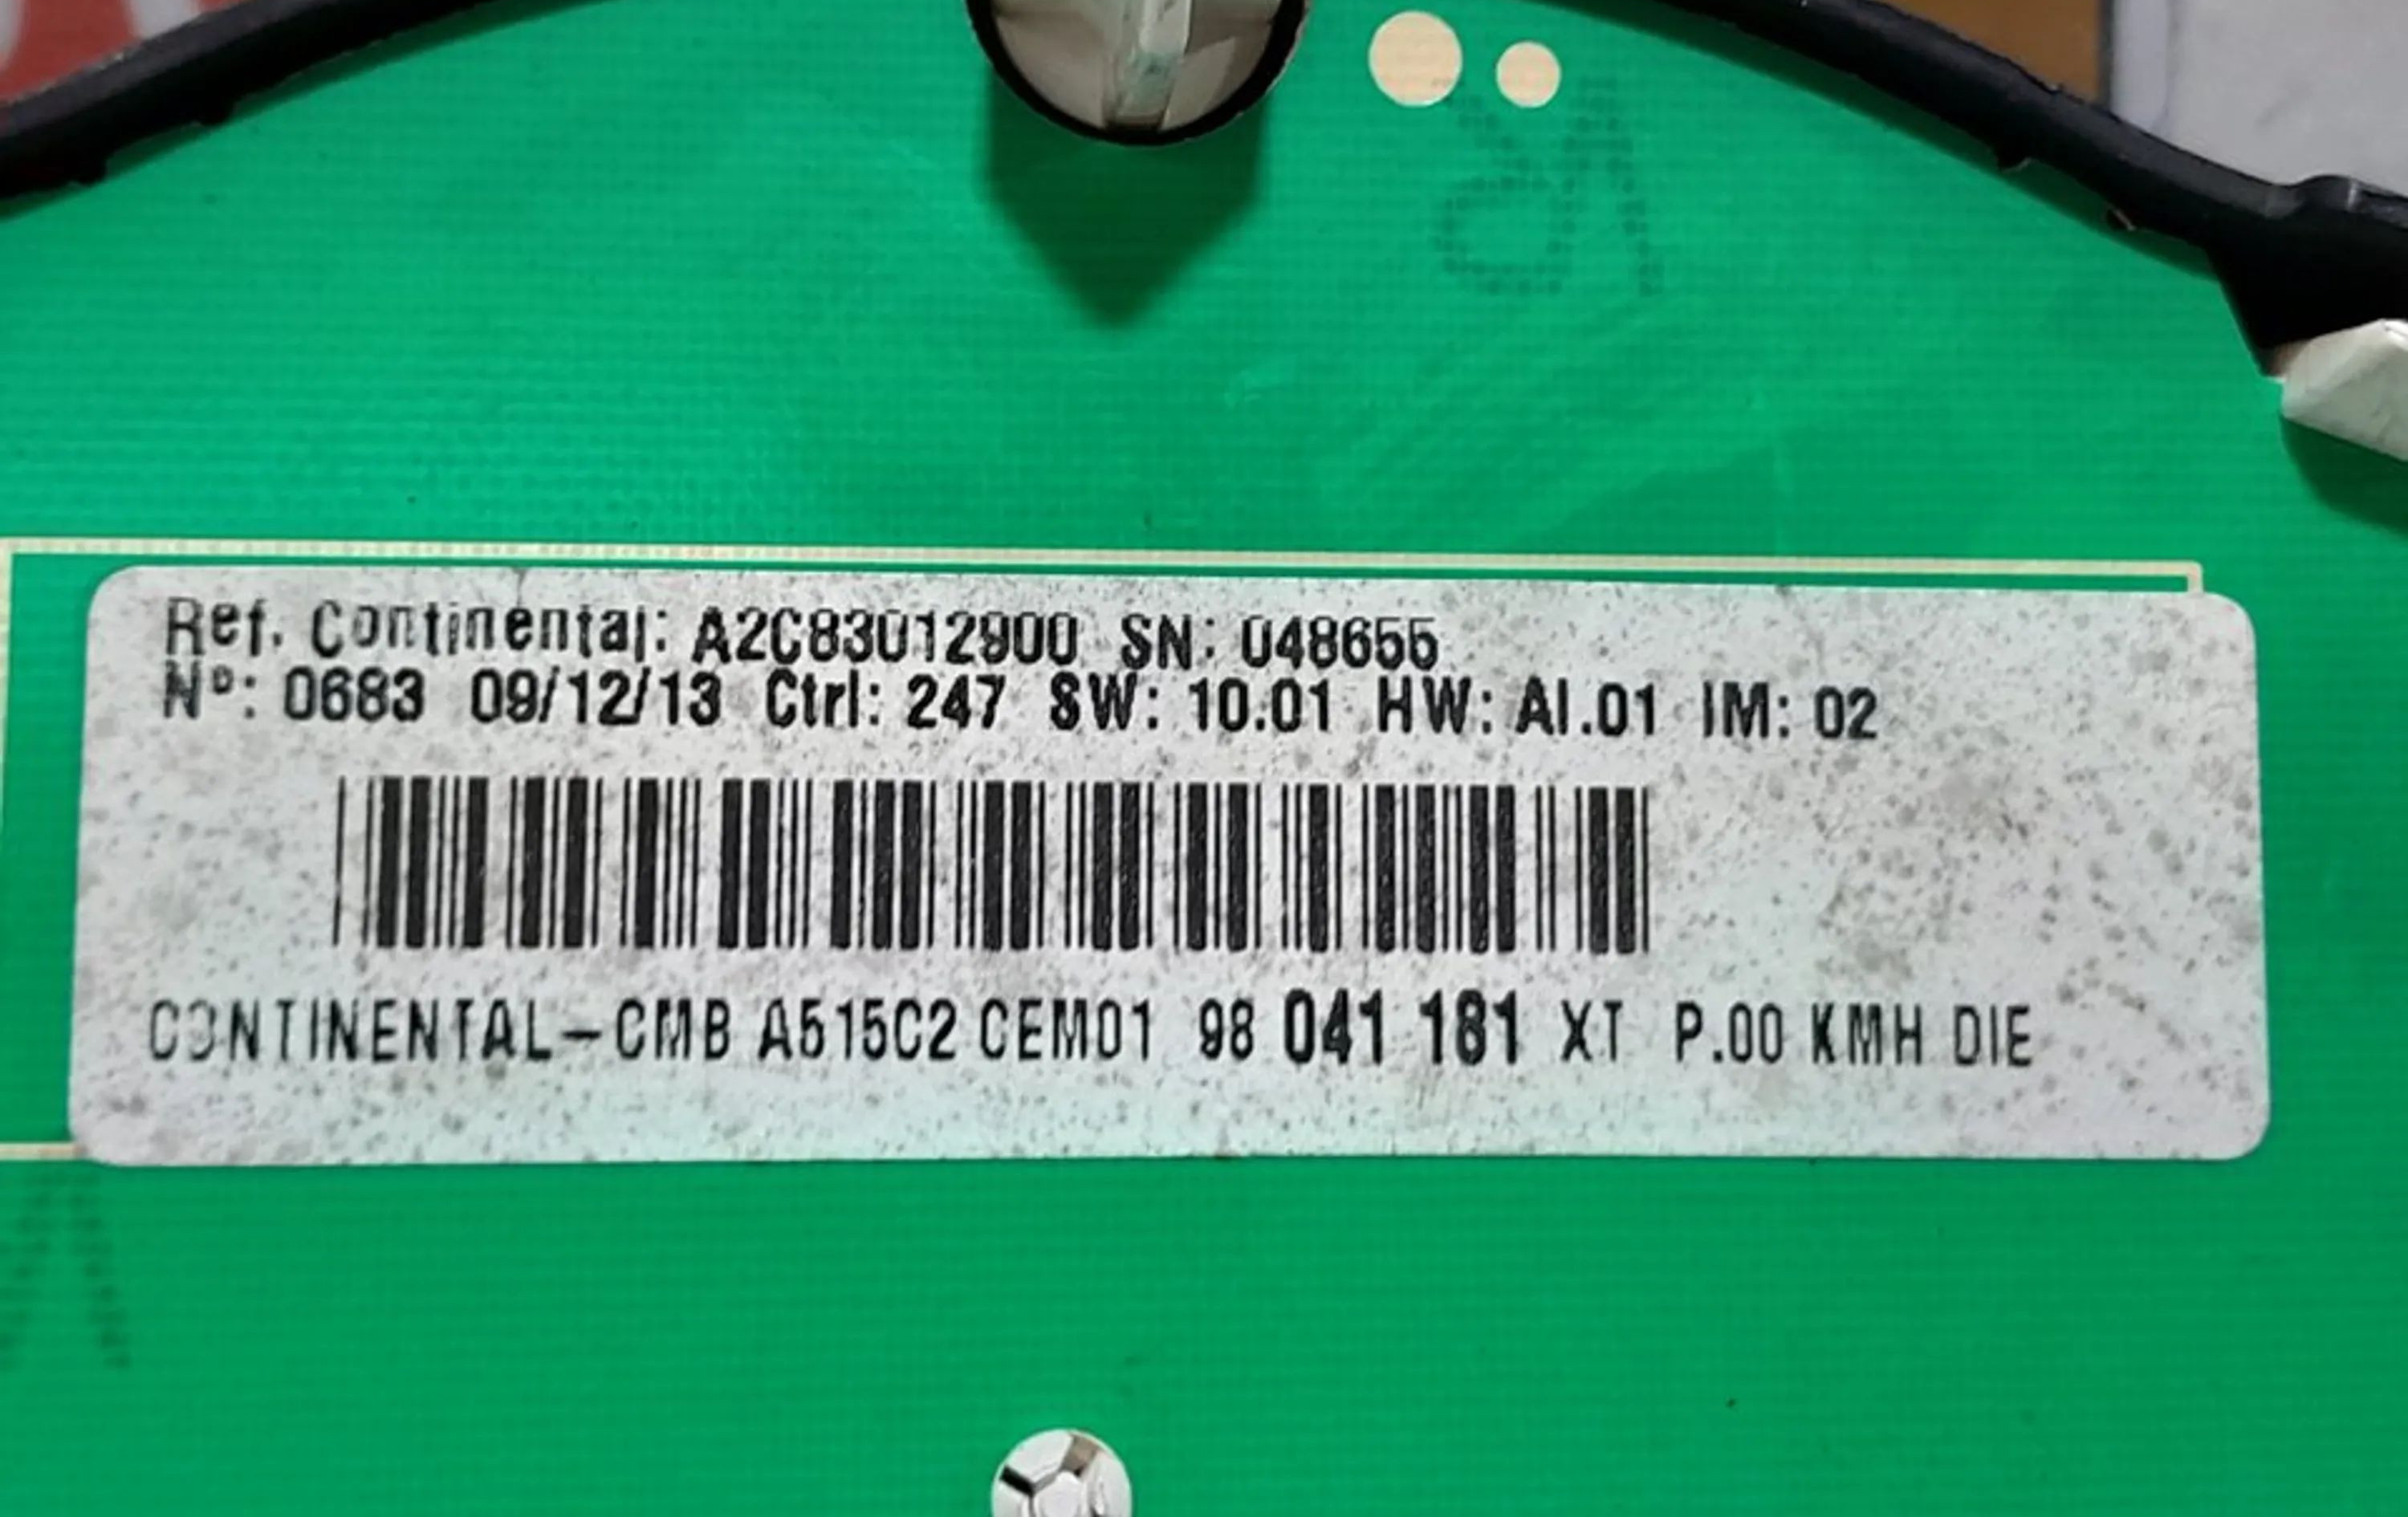 Ref. Continental: A2C83012900 SN: 048655
Nº: 0683 09/12/13 Ctrl: 247 SW: 10.01 HW: AI.01 IM: 02
CONTINENTAL-CMB A515C2 CEM01 98 041 181 XT P.00 KMH DIE